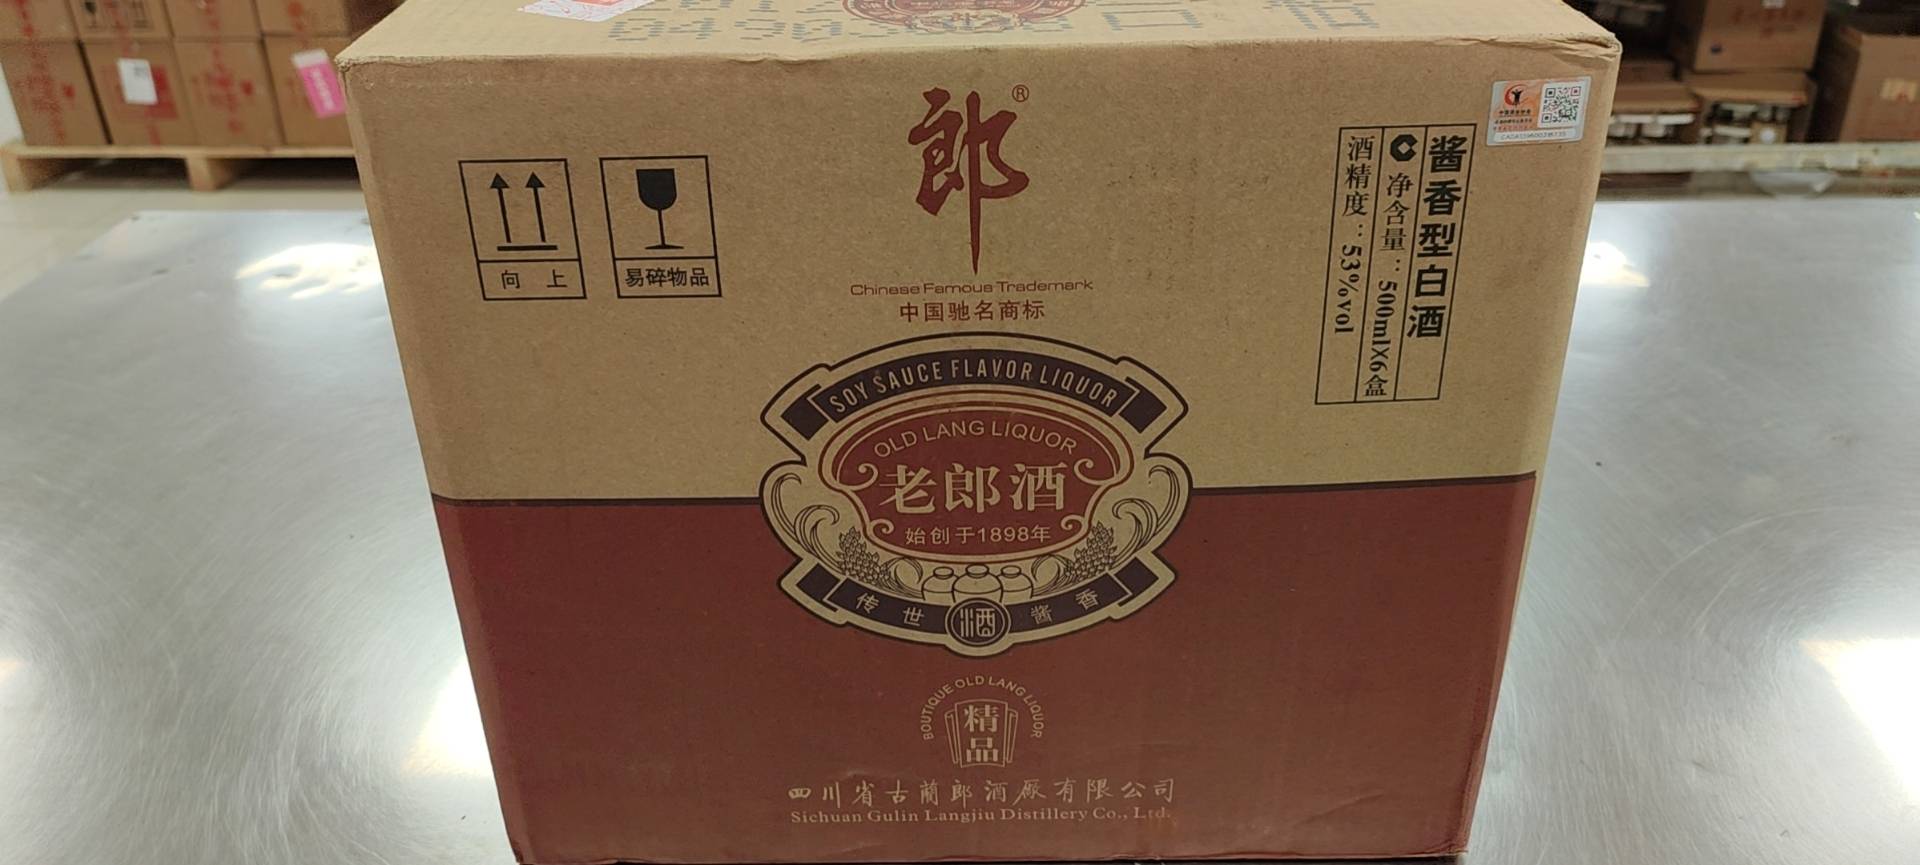 郎®
Chinese Famous Trademark
中国驰名商标
向 上
易碎物品
酱香型白酒
净含量：500mlX6盒
酒精度：53%vol
SOY SAUCE FLAVOR LIQUOR
OLD LANG LIQUOR
老郎酒
始创于1898年
传世 酒 酱香
BOUTIQUE OLD LANG LIQUOR
精品
四川省古蔺郎酒厰有限公司
Sichuan Gulin Langjiu Distillery Co., Ltd.